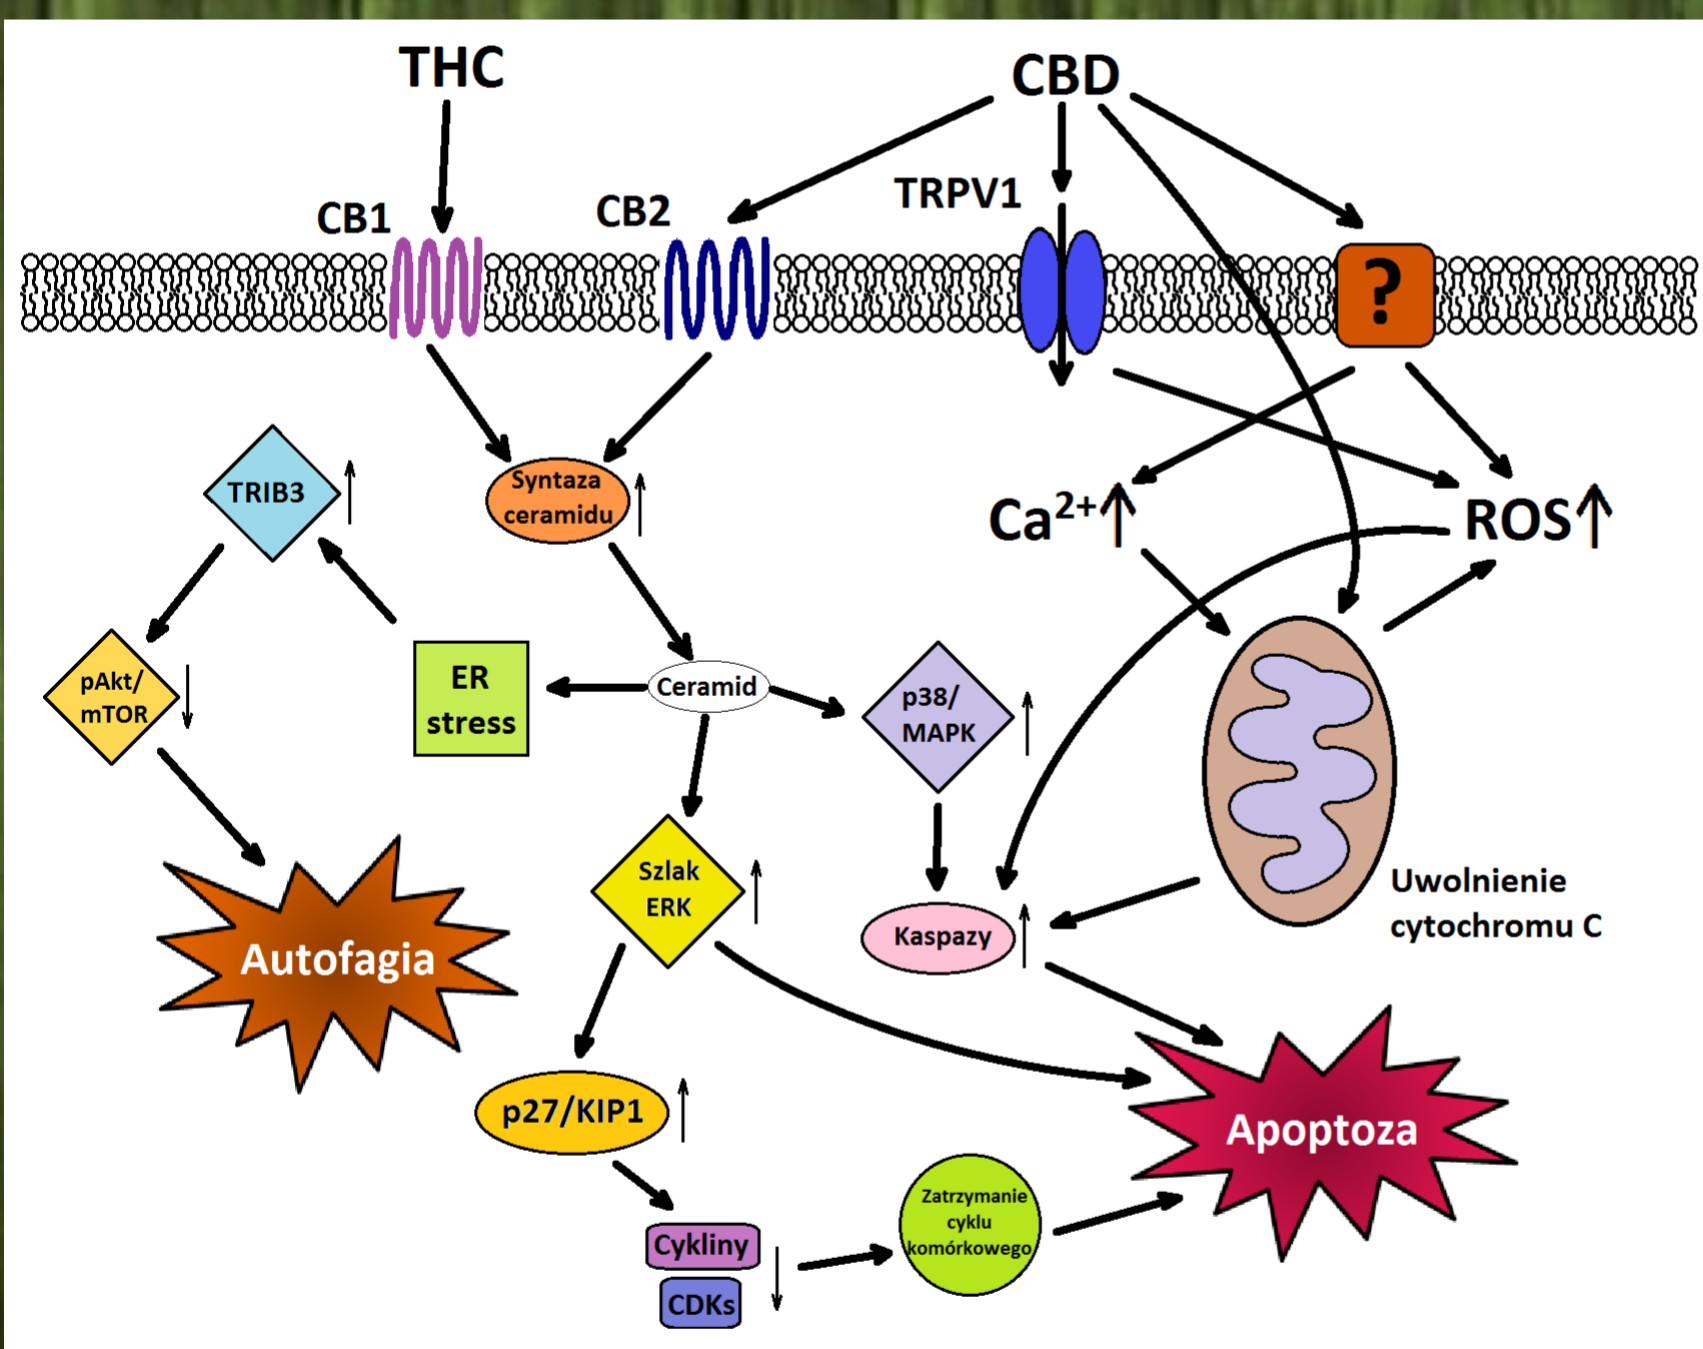 THC
CBD
CB1
CB2
TRPV1
?
TRIB3
↑
Syntaza
ceramidu
↑
Ca²⁺↑
ROS↑
pAkt/
mTOR
↓
ER
stress
Ceramid
p38/
MAPK
↑
Szlak
ERK
↑
Kaspazy
↑
Uwolnienie
cytochromu C
Autofagia
p27/KIP1
↑
Apoptoza
Cykliny
CDKs
↓
Zatrzymanie
cyklu
komórkowego